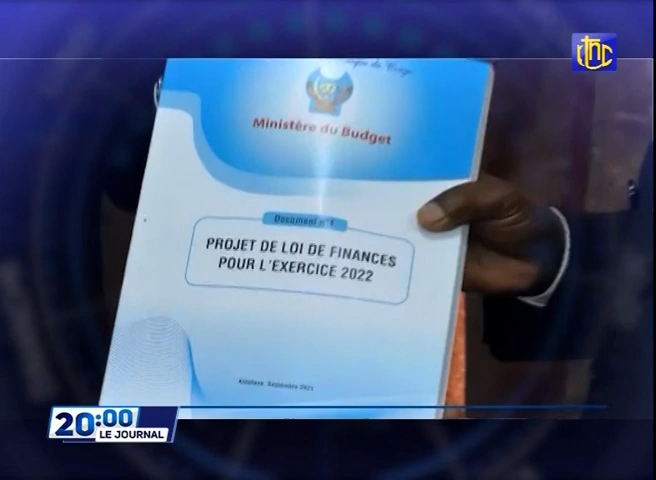 RTNC
Ministère du Budget
Document n°1
PROJET DE LOI DE FINANCES
POUR L'EXERCICE 2022
Kinshasa, Septembre 2021
20:00
LE JOURNAL